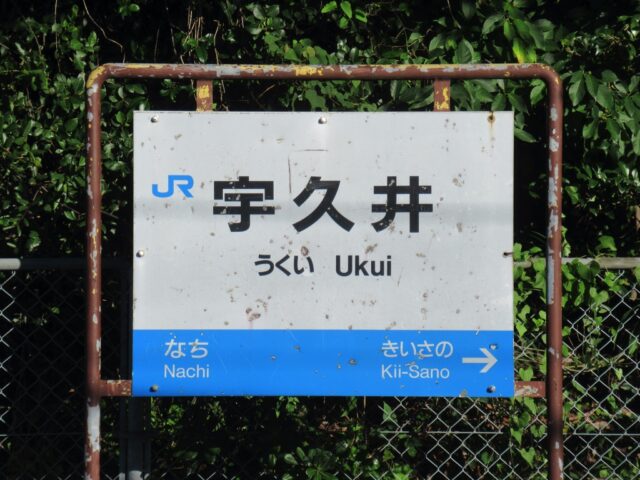 JR 宇久井
うくい Ukui
なち きいさの →
Nachi Kii-Sano